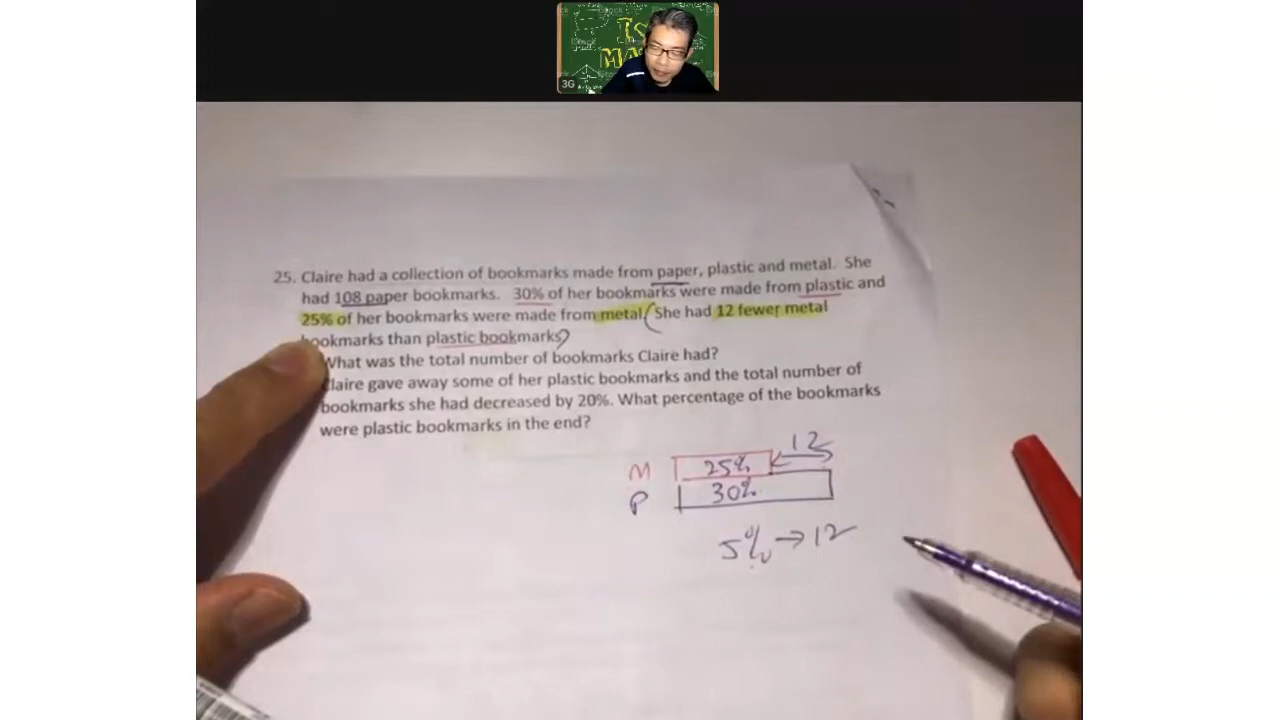 3G
25. Claire had a collection of bookmarks made from paper, plastic and metal. She
had 108 paper bookmarks. 30% of her bookmarks were made from plastic and
25% of her bookmarks were made from metal (She had 12 fewer metal
bookmarks than plastic bookmarks)
What was the total number of bookmarks Claire had?
Claire gave away some of her plastic bookmarks and the total number of
bookmarks she had decreased by 20%. What percentage of the bookmarks
were plastic bookmarks in the end?
12
M 25%
P 30%
5% → 12